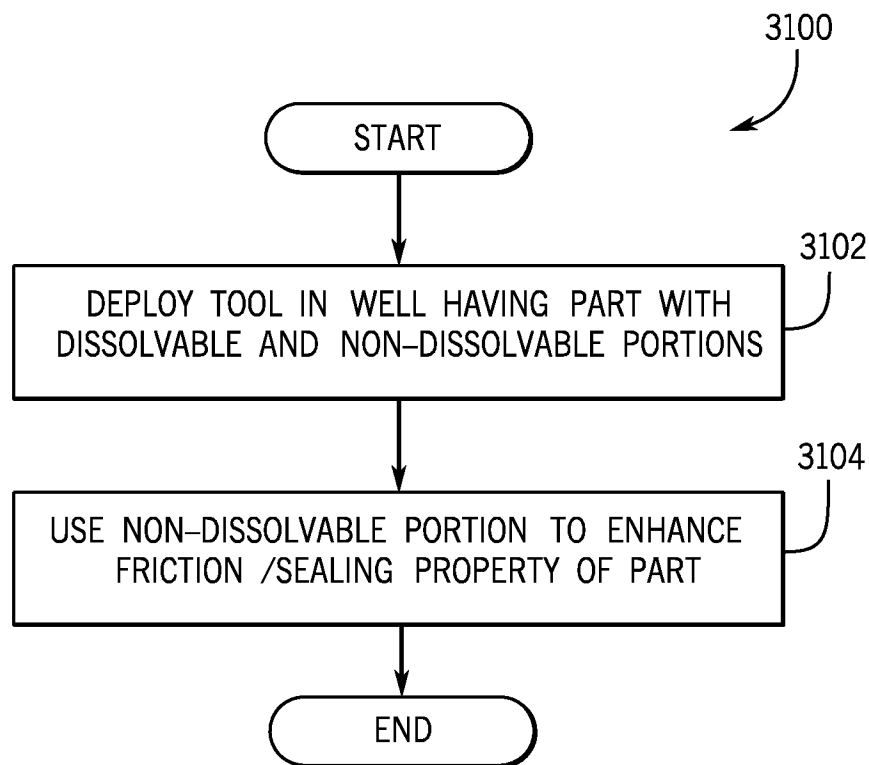 3100
START
3102
DEPLOY TOOL IN WELL HAVING PART WITH
DISSOLVABLE AND NON–DISSOLVABLE PORTIONS
3104
USE NON–DISSOLVABLE PORTION TO ENHANCE
FRICTION /SEALING PROPERTY OF PART
END